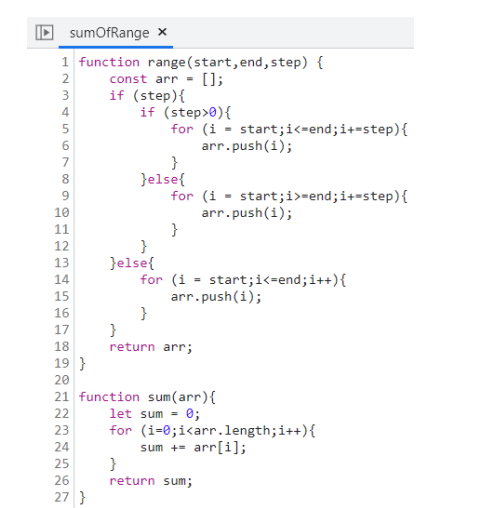 sumOfRange ×
1 function range(start,end,step) {
2     const arr = [];
3     if (step){
4         if (step>0){
5             for (i = start;i<=end;i+=step){
6                 arr.push(i);
7             }
8         }else{
9             for (i = start;i>=end;i+=step){
10                 arr.push(i);
11             }
12         }
13     }else{
14         for (i = start;i<=end;i++){
15             arr.push(i);
16         }
17     }
18     return arr;
19 }
20
21 function sum(arr){
22     let sum = 0;
23     for (i=0;i<arr.length;i++){
24         sum += arr[i];
25     }
26     return sum;
27 }